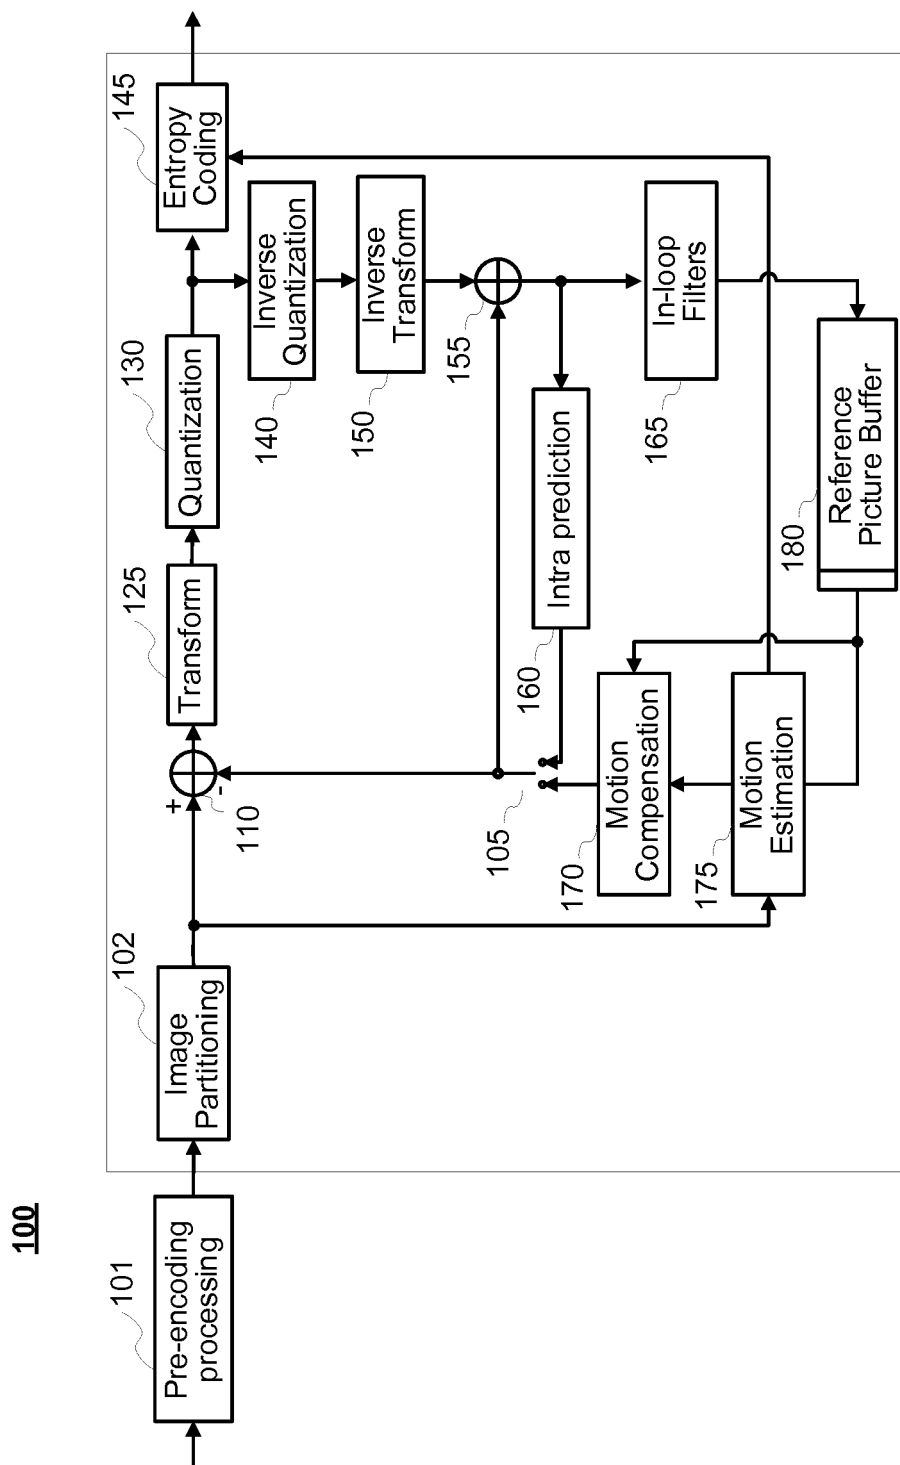 100
101
Pre-encoding
processing
102
Image
Partitioning
+
-
110
125
Transform
130
Quantization
145
Entropy
Coding
Inverse
Quantization
140
Inverse
Transform
150
155
105
Intra prediction
160
In-loop
Filters
165
Motion
Compensation
170
Motion
Estimation
175
Reference
Picture Buffer
180